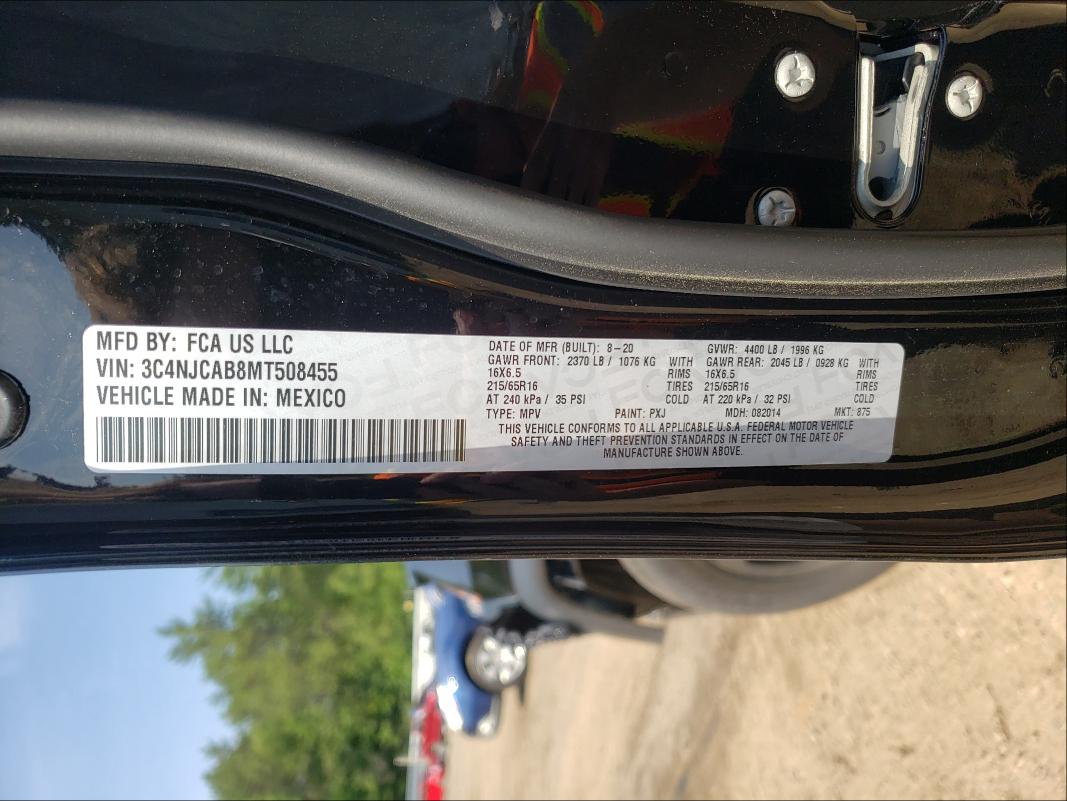 MFD BY: FCA US LLC
VIN: 3C4NJCAB8MT508455
VEHICLE MADE IN: MEXICO
DATE OF MFR (BUILT): 8-20 GVWR: 4400 LB / 1996 KG
GAWR FRONT: 2370 LB / 1076 KG WITH GAWR REAR: 2045 LB / 0928 KG WITH
16X6.5 RIMS 16X6.5 RIMS
215/65R16 TIRES 215/65R16 TIRES
AT 240 kPa / 35 PSI COLD AT 220 kPa / 32 PSI COLD
TYPE: MPV PAINT: PXJ MDH: 082014 MKT: 875
THIS VEHICLE CONFORMS TO ALL APPLICABLE U.S.A. FEDERAL MOTOR VEHICLE
SAFETY AND THEFT PREVENTION STANDARDS IN EFFECT ON THE DATE OF
MANUFACTURE SHOWN ABOVE.